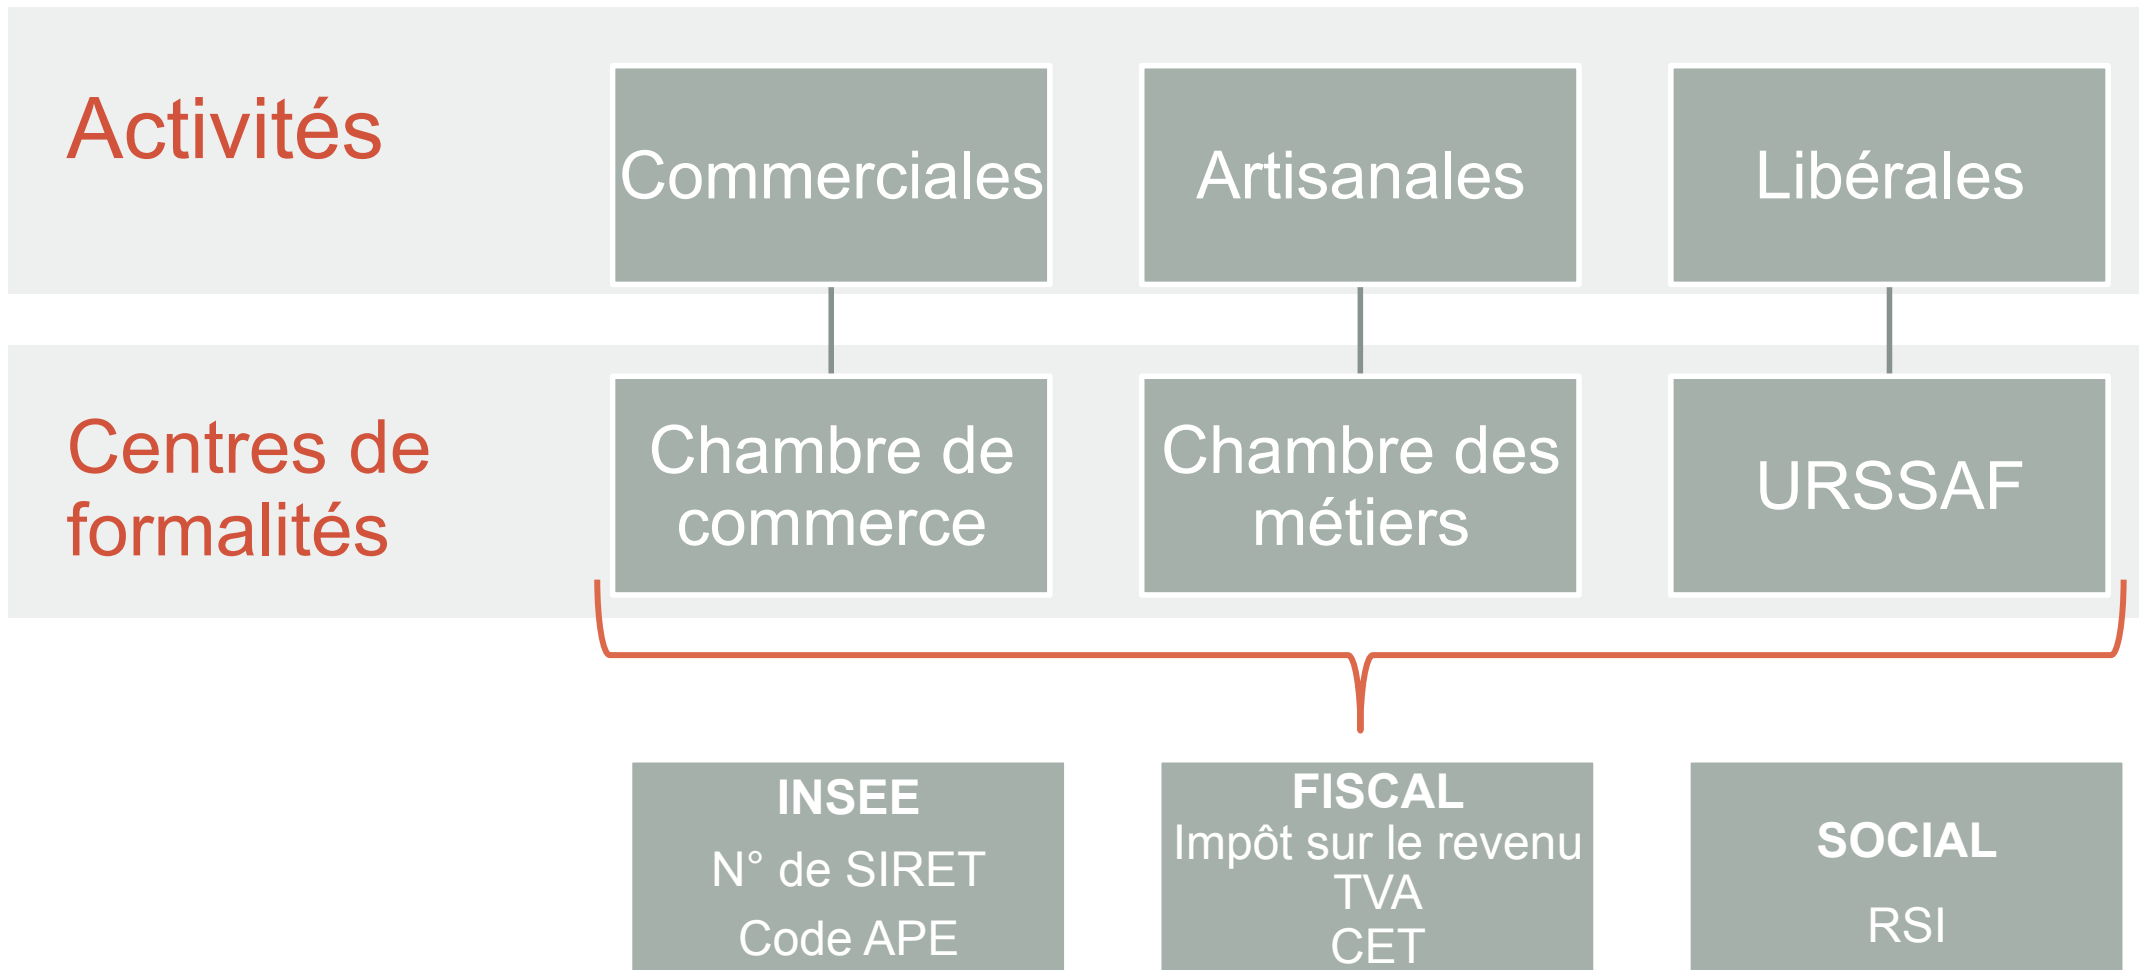 Activités
Commerciales
Artisanales
Libérales
Centres de
formalités
Chambre de
commerce
Chambre des
métiers
URSSAF
INSEE
N° de SIRET
Code APE
FISCAL
Impôt sur le revenu
TVA
CET
SOCIAL
RSI